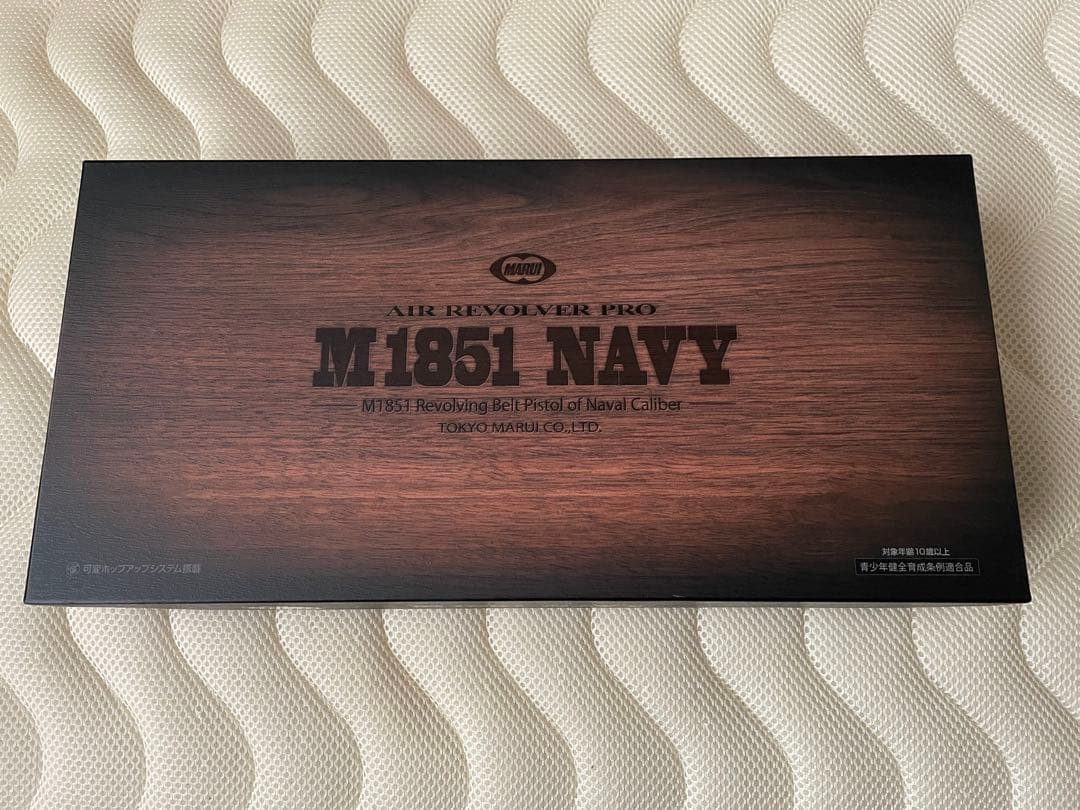 MARUI
AIR REVOLVER PRO
M1851 NAVY
M1851 Revolving Belt Pistol of Naval Caliber
TOKYO MARUI CO.,LTD.
可変ホップアップシステム搭載
対象年齢10歳以上
青少年健全育成条例適合品